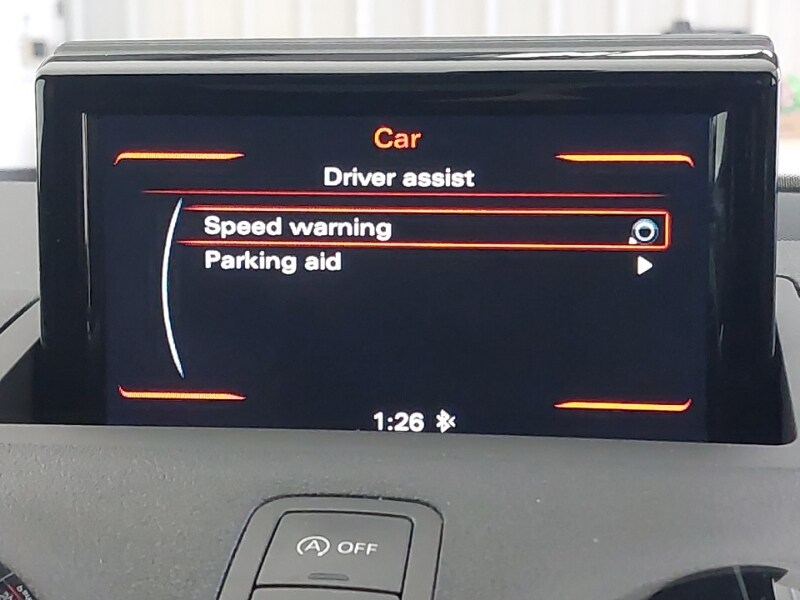 Car
Driver assist
Speed warning
Parking aid
1:26
A OFF